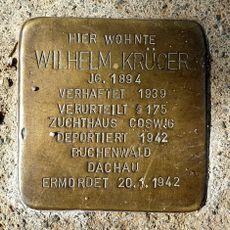 HIER WOHNTE
WILHELM KRÜGER
JG. 1894
VERHAFTET 1939
VERURTEILT § 175
ZUCHTHAUS COSWIG
DEPORTIERT 1942
BUCHENWALD
DACHAU
ERMORDET 20.1.1942